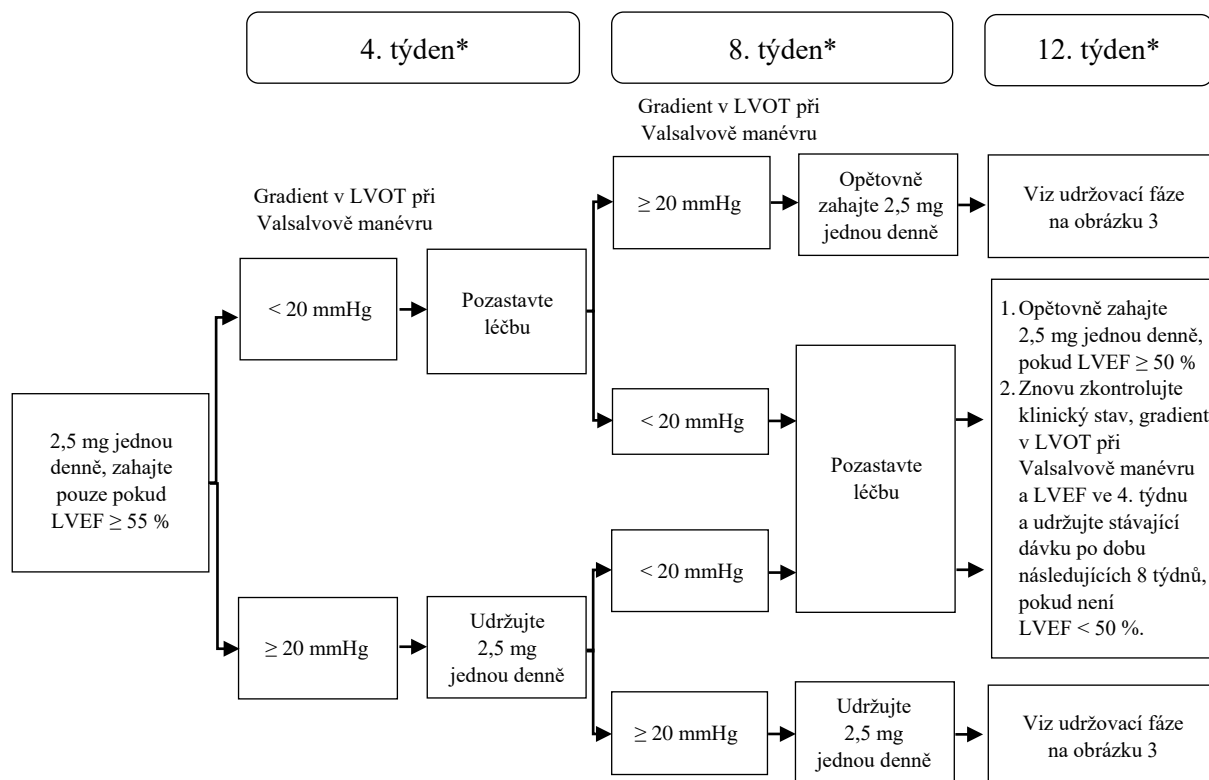 4. týden*
8. týden*
12. týden*
Gradient v LVOT při
Valsalvově manévru
Gradient v LVOT při
Valsalvově manévru
2,5 mg jednou
denně, zahajte
pouze pokud
LVEF ≥ 55 %
< 20 mmHg
Pozastavte
léčbu
≥ 20 mmHg
Udržujte
2,5 mg
jednou denně
≥ 20 mmHg
Opětovně
zahajte 2,5 mg
jednou denně
Viz udržovací fáze
na obrázku 3
< 20 mmHg
< 20 mmHg
Pozastavte
léčbu
1. Opětovně zahajte
2,5 mg jednou denně,
pokud LVEF ≥ 50 %
2. Znovu zkontrolujte
klinický stav, gradient
v LVOT při
Valsalvově manévru
a LVEF ve 4. týdnu
a udržujte stávající
dávku po dobu
následujících 8 týdnů,
pokud není
LVEF < 50 %.
≥ 20 mmHg
Udržujte
2,5 mg
jednou denně
Viz udržovací fáze
na obrázku 3